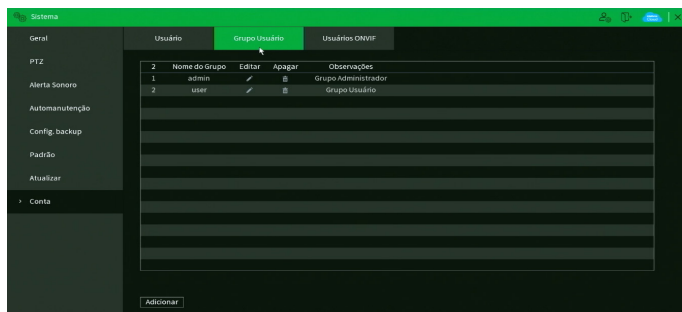 Sistema
Geral
PTZ
Alerta Sonoro
Automanutenção
Config. backup
Padrão
Atualizar
Conta
Usuário Grupo Usuário Usuários ONVIF
2 Nome do Grupo Editar Apagar Observações
1 admin Grupo Administrador
2 user Grupo Usuário
Adicionar